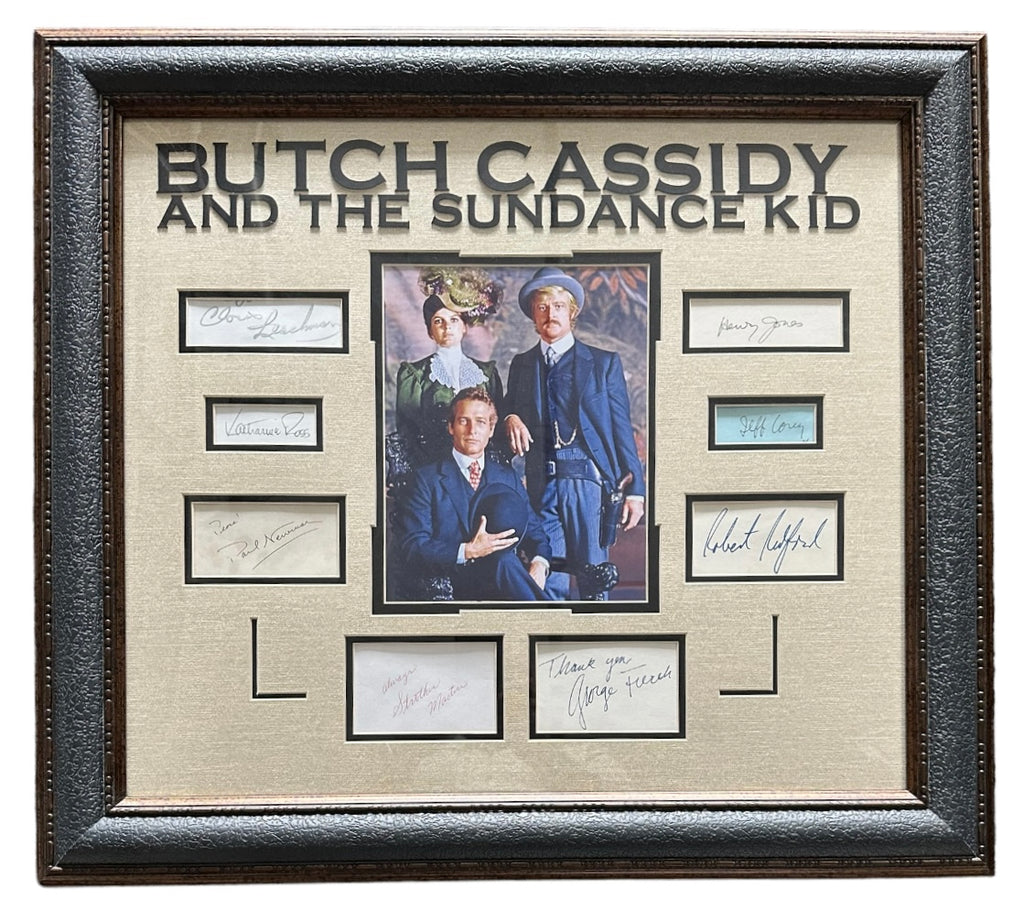 BUTCH CASSIDY
AND THE SUNDANCE KID
Cloris
Leachman
Henry Jones
Katharine Ross
Jeff Corey
Paul Newman
Robert Redford
always
Strother
Martin
Thank you
George Furth